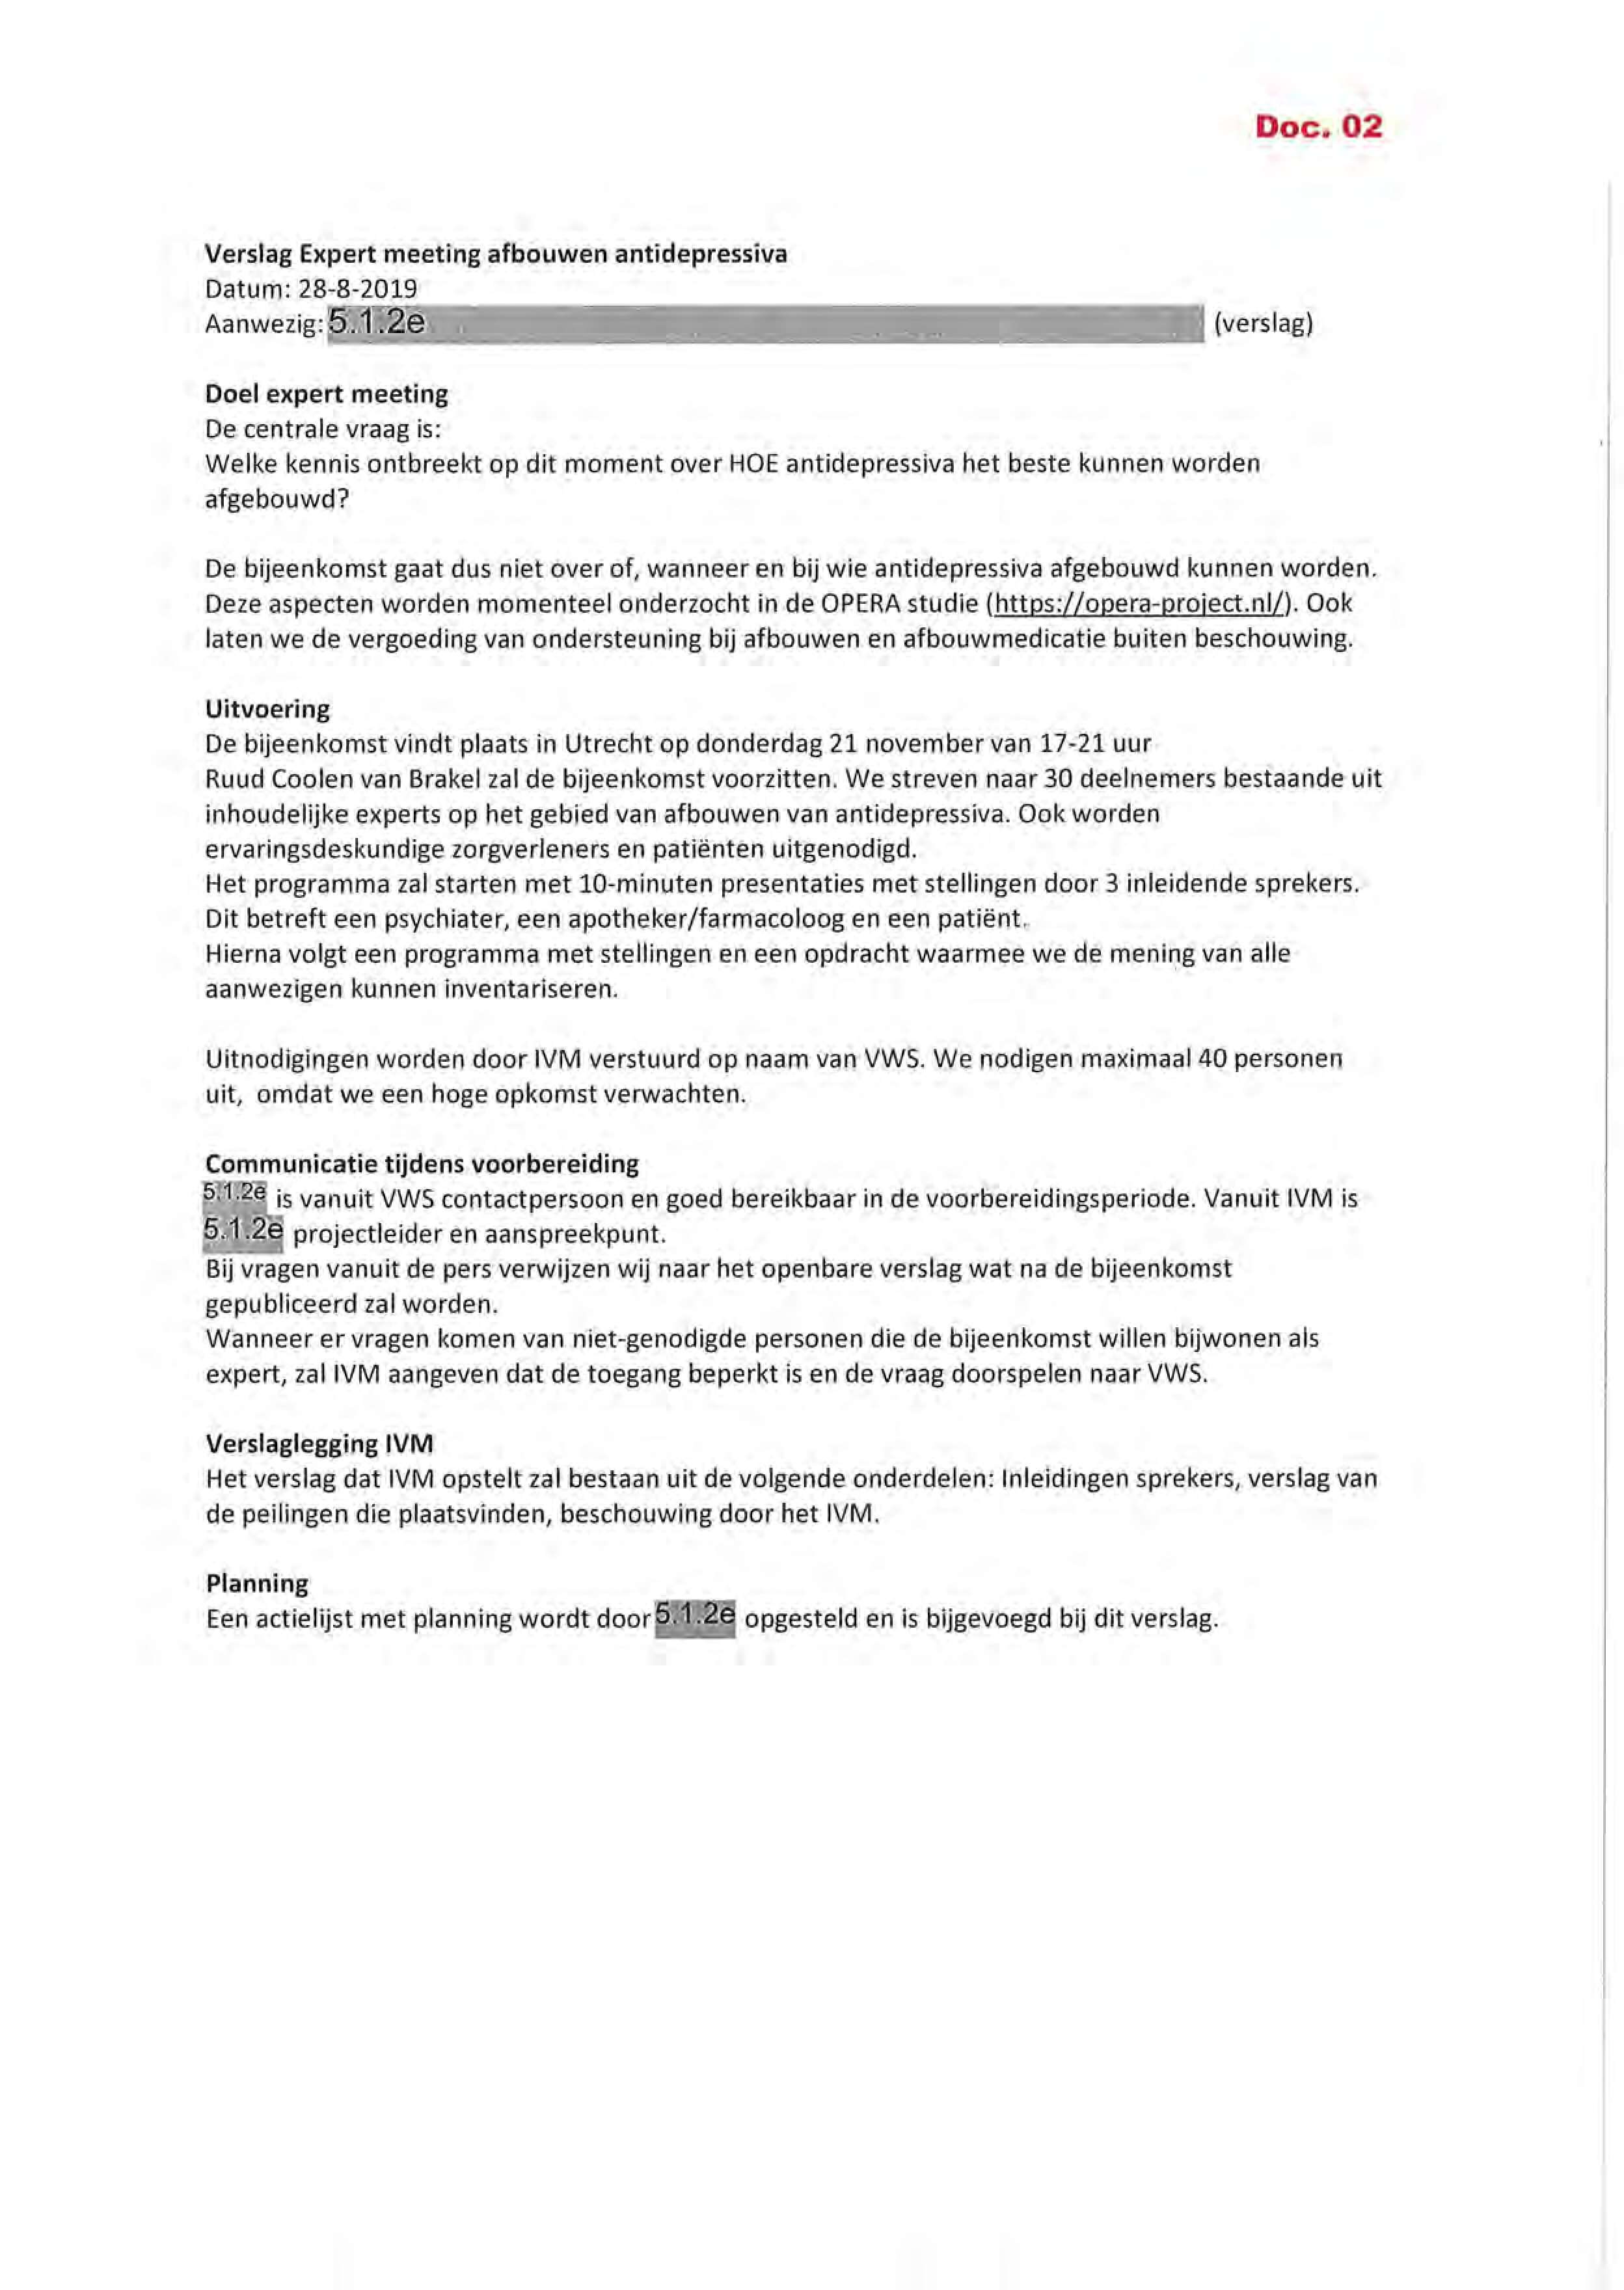 Doc. 02
Verslag Expert meeting afbouwen antidepressiva
Datum: 28-8-2019
Aanwezig: 5.1.2e (verslag)
Doel expert meeting
De centrale vraag is:
Welke kennis ontbreekt op dit moment over HOE antidepressiva het beste kunnen worden
afgebouwd?
De bijeenkomst gaat dus niet over of, wanneer en bij wie antidepressiva afgebouwd kunnen worden.
Deze aspecten worden momenteel onderzocht in de OPERA studie (https://opera-project.nl/). Ook
laten we de vergoeding van ondersteuning bij afbouwen en afbouwmedicatie buiten beschouwing.
Uitvoering
De bijeenkomst vindt plaats in Utrecht op donderdag 21 november van 17-21 uur
Ruud Coolen van Brakel zal de bijeenkomst voorzitten. We streven naar 30 deelnemers bestaande uit
inhoudelijke experts op het gebied van afbouwen van antidepressiva. Ook worden
ervaringsdeskundige zorgverleners en patiënten uitgenodigd.
Het programma zal starten met 10-minuten presentaties met stellingen door 3 inleidende sprekers.
Dit betreft een psychiater, een apotheker/farmacoloog en een patiënt.
Hierna volgt een programma met stellingen en een opdracht waarmee we de mening van alle
aanwezigen kunnen inventariseren.
Uitnodigingen worden door IVM verstuurd op naam van VWS. We nodigen maximaal 40 personen
uit, omdat we een hoge opkomst verwachten.
Communicatie tijdens voorbereiding
5.1.2e is vanuit VWS contactpersoon en goed bereikbaar in de voorbereidingsperiode. Vanuit IVM is
5.1.2e projectleider en aanspreekpunt.
Bij vragen vanuit de pers verwijzen wij naar het openbare verslag wat na de bijeenkomst
gepubliceerd zal worden.
Wanneer er vragen komen van niet-genodigde personen die de bijeenkomst willen bijwonen als
expert, zal IVM aangeven dat de toegang beperkt is en de vraag doorspelen naar VWS.
Verslaglegging IVM
Het verslag dat IVM opstelt zal bestaan uit de volgende onderdelen: Inleidingen sprekers, verslag van
de peilingen die plaatsvinden, beschouwing door het IVM.
Planning
Een actielijst met planning wordt door 5.1.2e opgesteld en is bijgevoegd bij dit verslag.